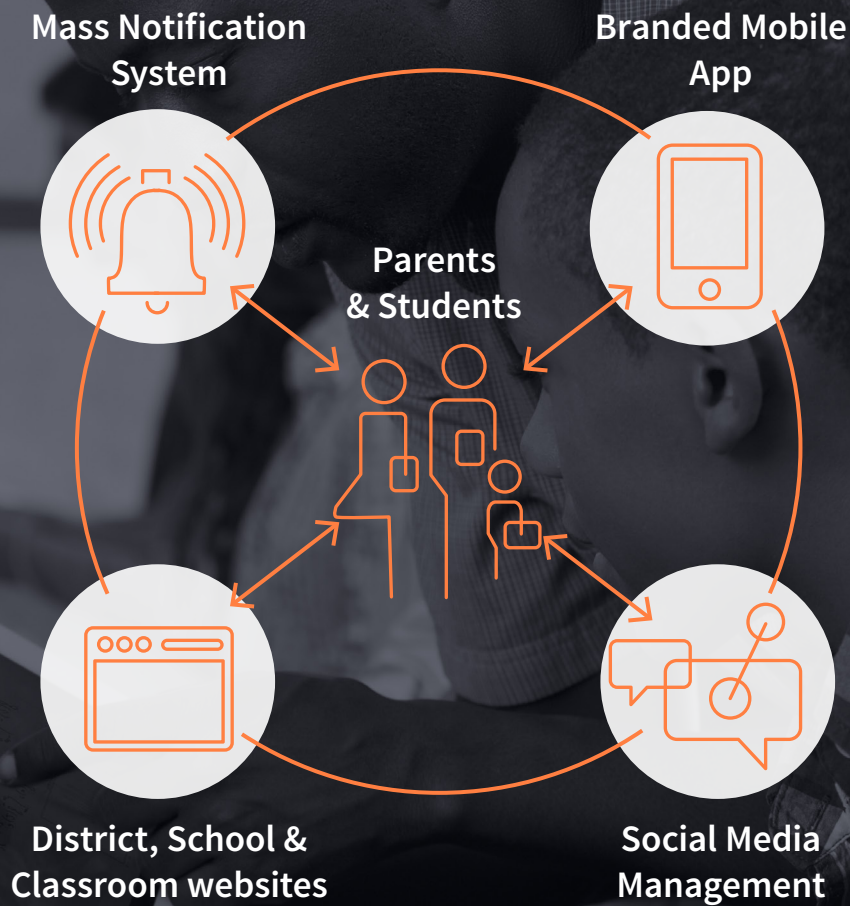 Mass Notification
System
Branded Mobile
App
Parents
& Students
District, School &
Classroom websites
Social Media
Management